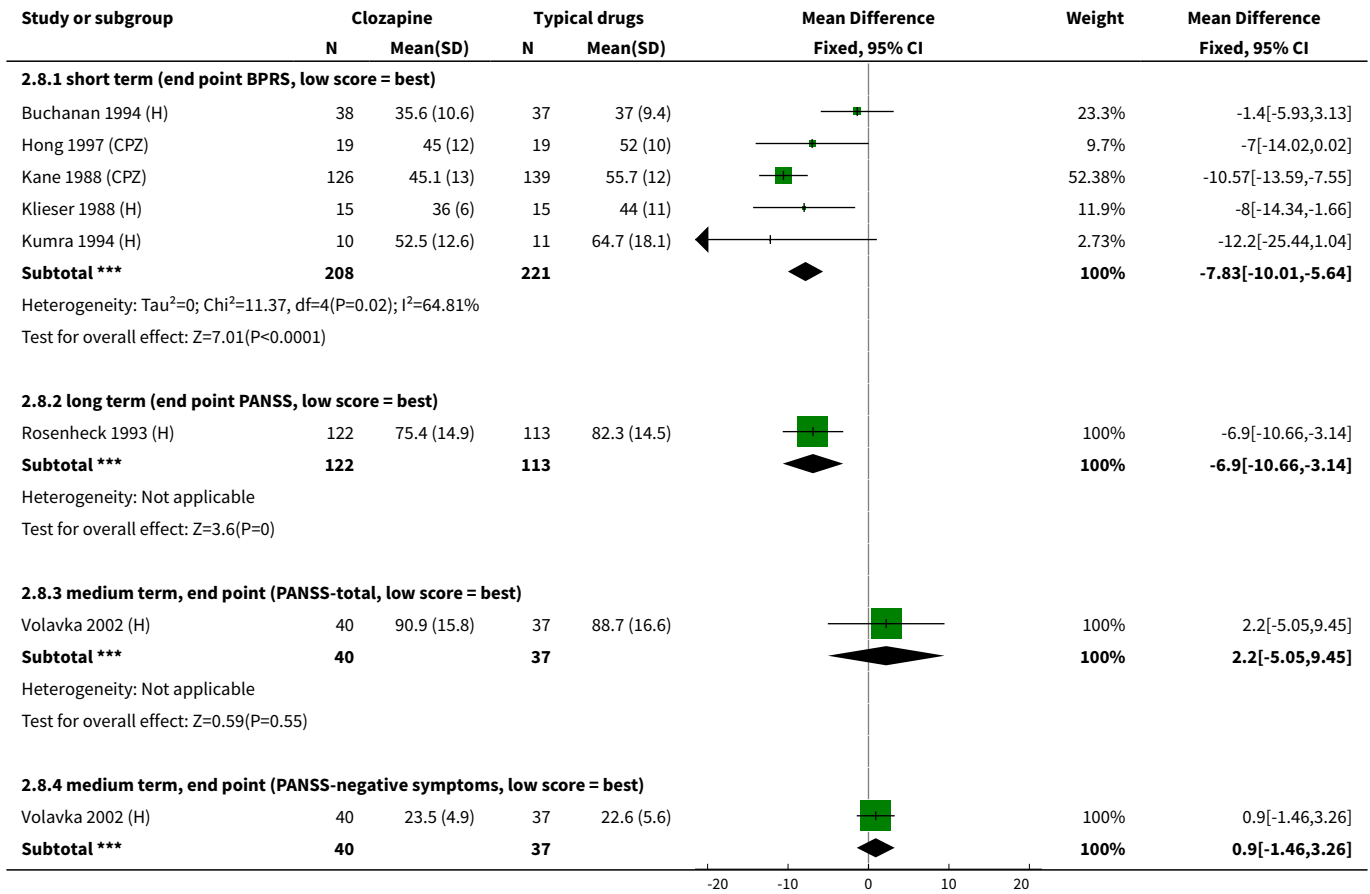 Study or subgroup Clozapine Typical drugs Mean Difference Weight Mean Difference
N Mean(SD) N Mean(SD) Fixed, 95% CI Fixed, 95% CI
2.8.1 short term (end point BPRS, low score = best)
Buchanan 1994 (H) 38 35.6 (10.6) 37 37 (9.4) 23.3% -1.4[-5.93,3.13]
Hong 1997 (CPZ) 19 45 (12) 19 52 (10) 9.7% -7[-14.02,0.02]
Kane 1988 (CPZ) 126 45.1 (13) 139 55.7 (12) 52.38% -10.57[-13.59,-7.55]
Klieser 1988 (H) 15 36 (6) 15 44 (11) 11.9% -8[-14.34,-1.66]
Kumra 1994 (H) 10 52.5 (12.6) 11 64.7 (18.1) 2.73% -12.2[-25.44,1.04]
Subtotal *** 208 221 100% -7.83[-10.01,-5.64]
Heterogeneity: Tau²=0; Chi²=11.37, df=4(P=0.02); I²=64.81%
Test for overall effect: Z=7.01(P<0.0001)
2.8.2 long term (end point PANSS, low score = best)
Rosenheck 1993 (H) 122 75.4 (14.9) 113 82.3 (14.5) 100% -6.9[-10.66,-3.14]
Subtotal *** 122 113 100% -6.9[-10.66,-3.14]
Heterogeneity: Not applicable
Test for overall effect: Z=3.6(P=0)
2.8.3 medium term, end point (PANSS-total, low score = best)
Volavka 2002 (H) 40 90.9 (15.8) 37 88.7 (16.6) 100% 2.2[-5.05,9.45]
Subtotal *** 40 37 100% 2.2[-5.05,9.45]
Heterogeneity: Not applicable
Test for overall effect: Z=0.59(P=0.55)
2.8.4 medium term, end point (PANSS-negative symptoms, low score = best)
Volavka 2002 (H) 40 23.5 (4.9) 37 22.6 (5.6) 100% 0.9[-1.46,3.26]
Subtotal *** 40 37 100% 0.9[-1.46,3.26]
-20 -10 0 10 20